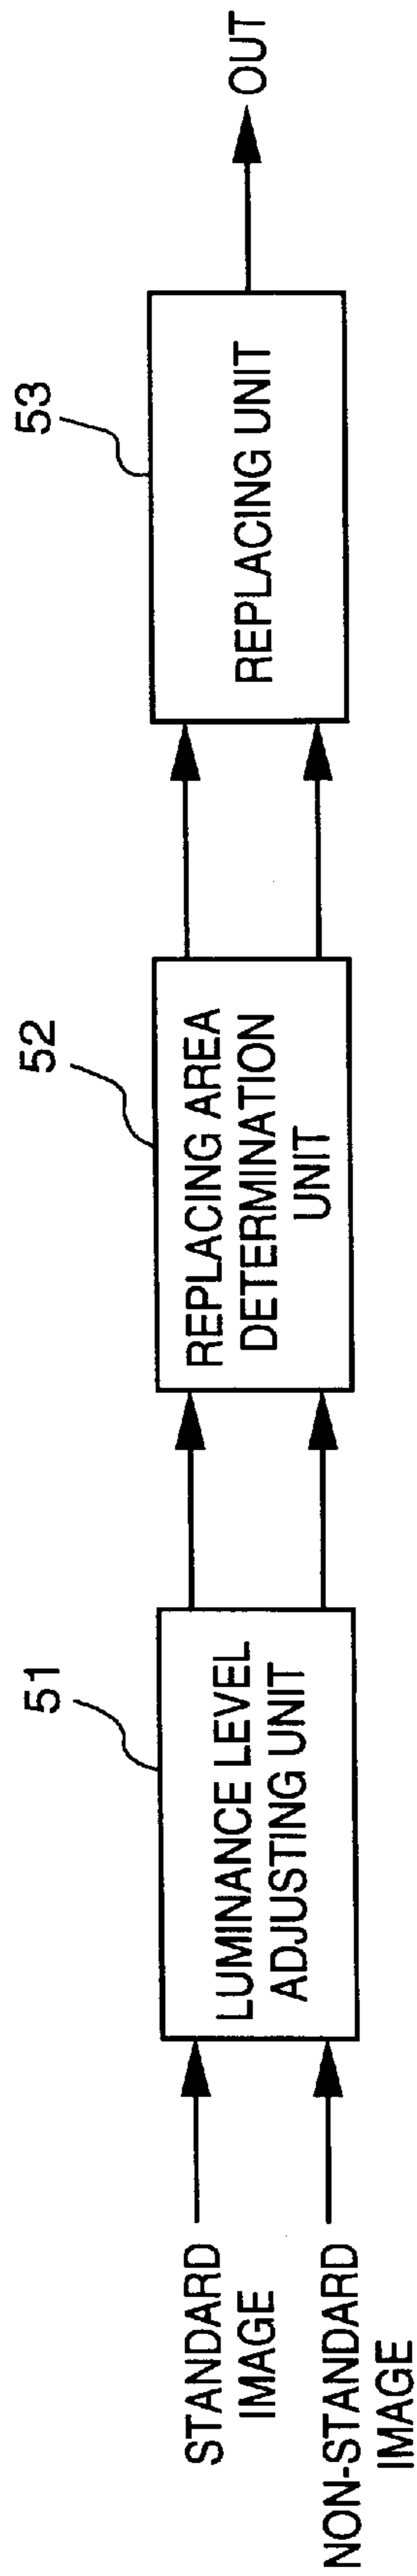 STANDARD
IMAGE
NON-STANDARD
IMAGE
51
LUMINANCE LEVEL
ADJUSTING UNIT
52
REPLACING AREA
DETERMINATION
UNIT
53
REPLACING UNIT
OUT